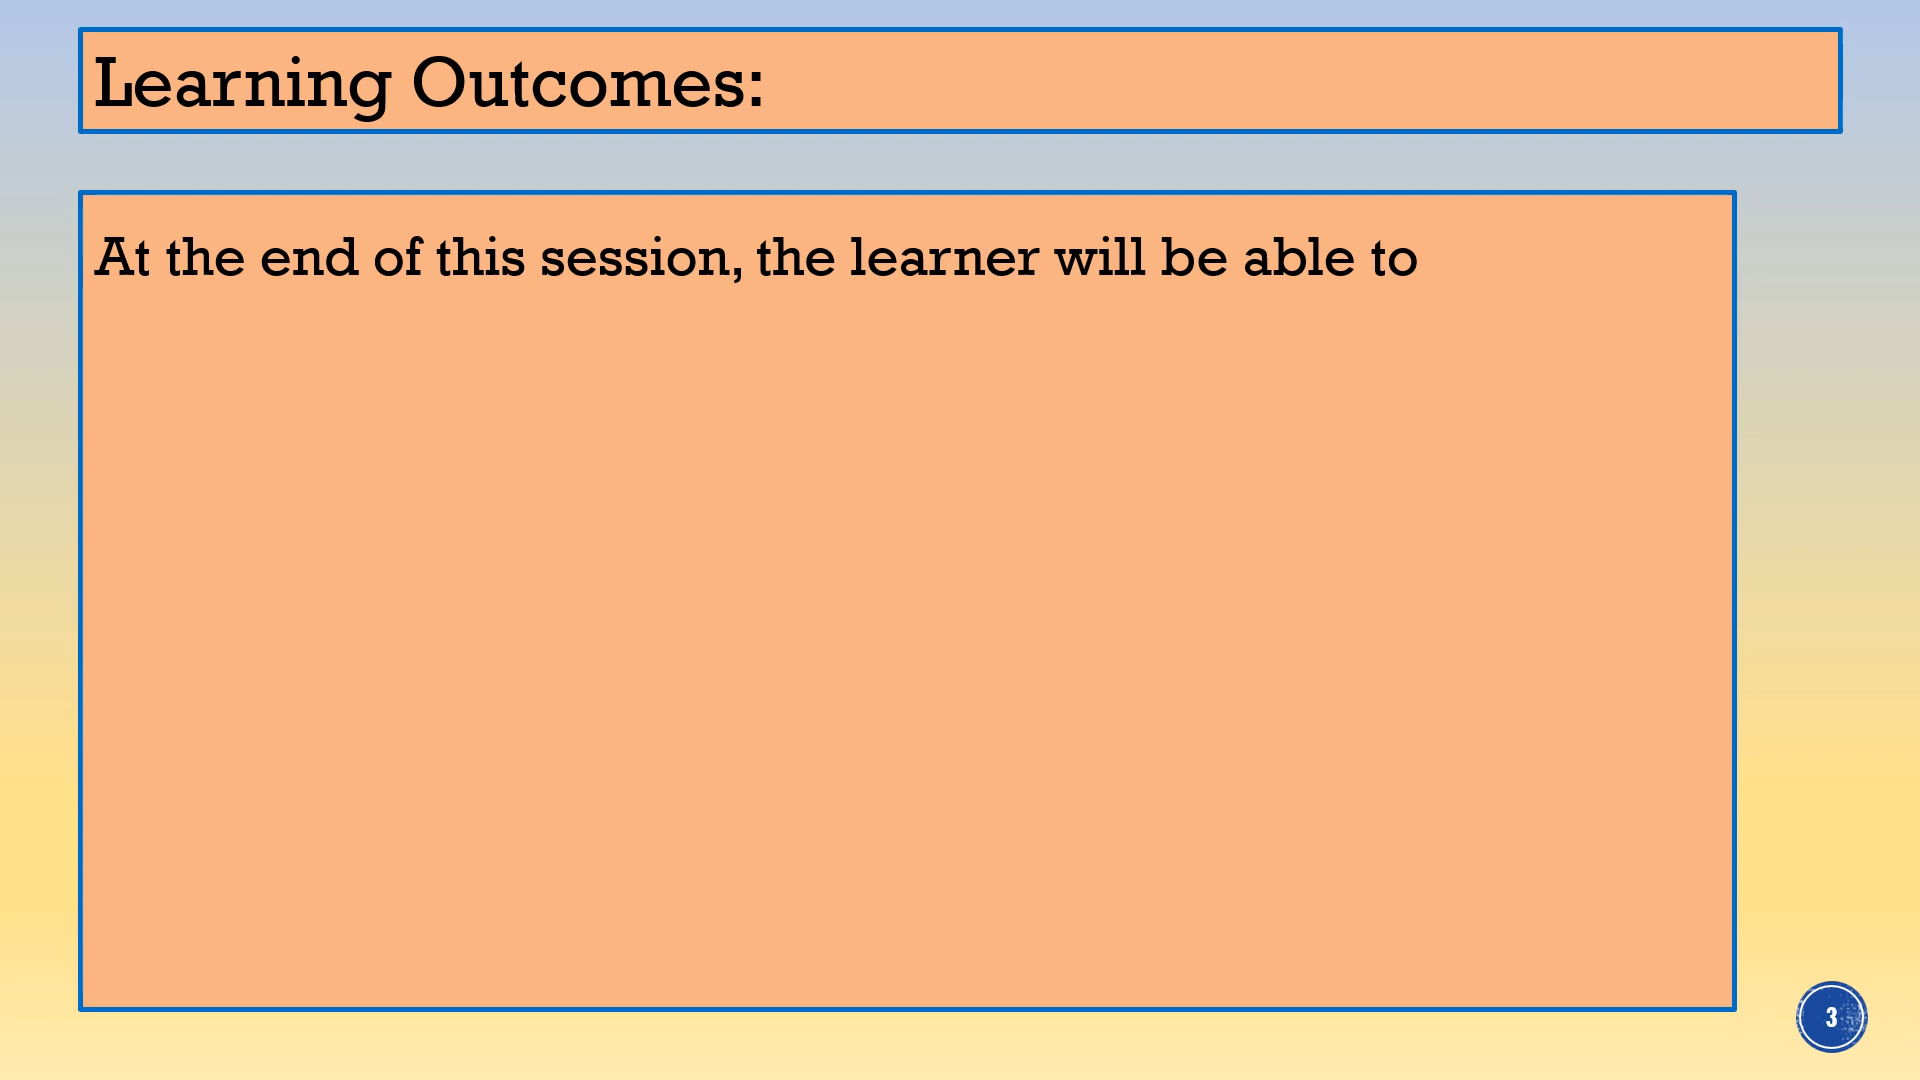 Learning Outcomes:
At the end of this session, the learner will be able to
3